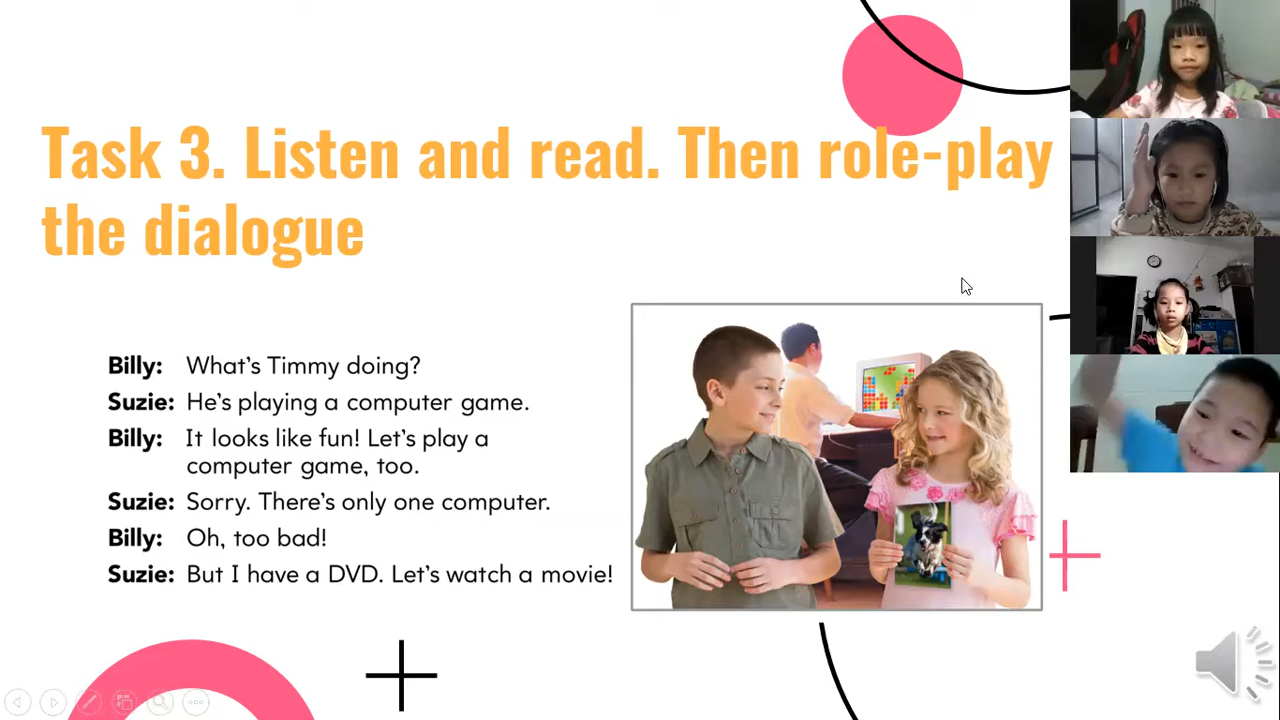 Task 3. Listen and read. Then role-play
the dialogue
Billy: What's Timmy doing?
Suzie: He's playing a computer game.
Billy: It looks like fun! Let's play a
computer game, too.
Suzie: Sorry. There's only one computer.
Billy: Oh, too bad!
Suzie: But I have a DVD. Let's watch a movie!